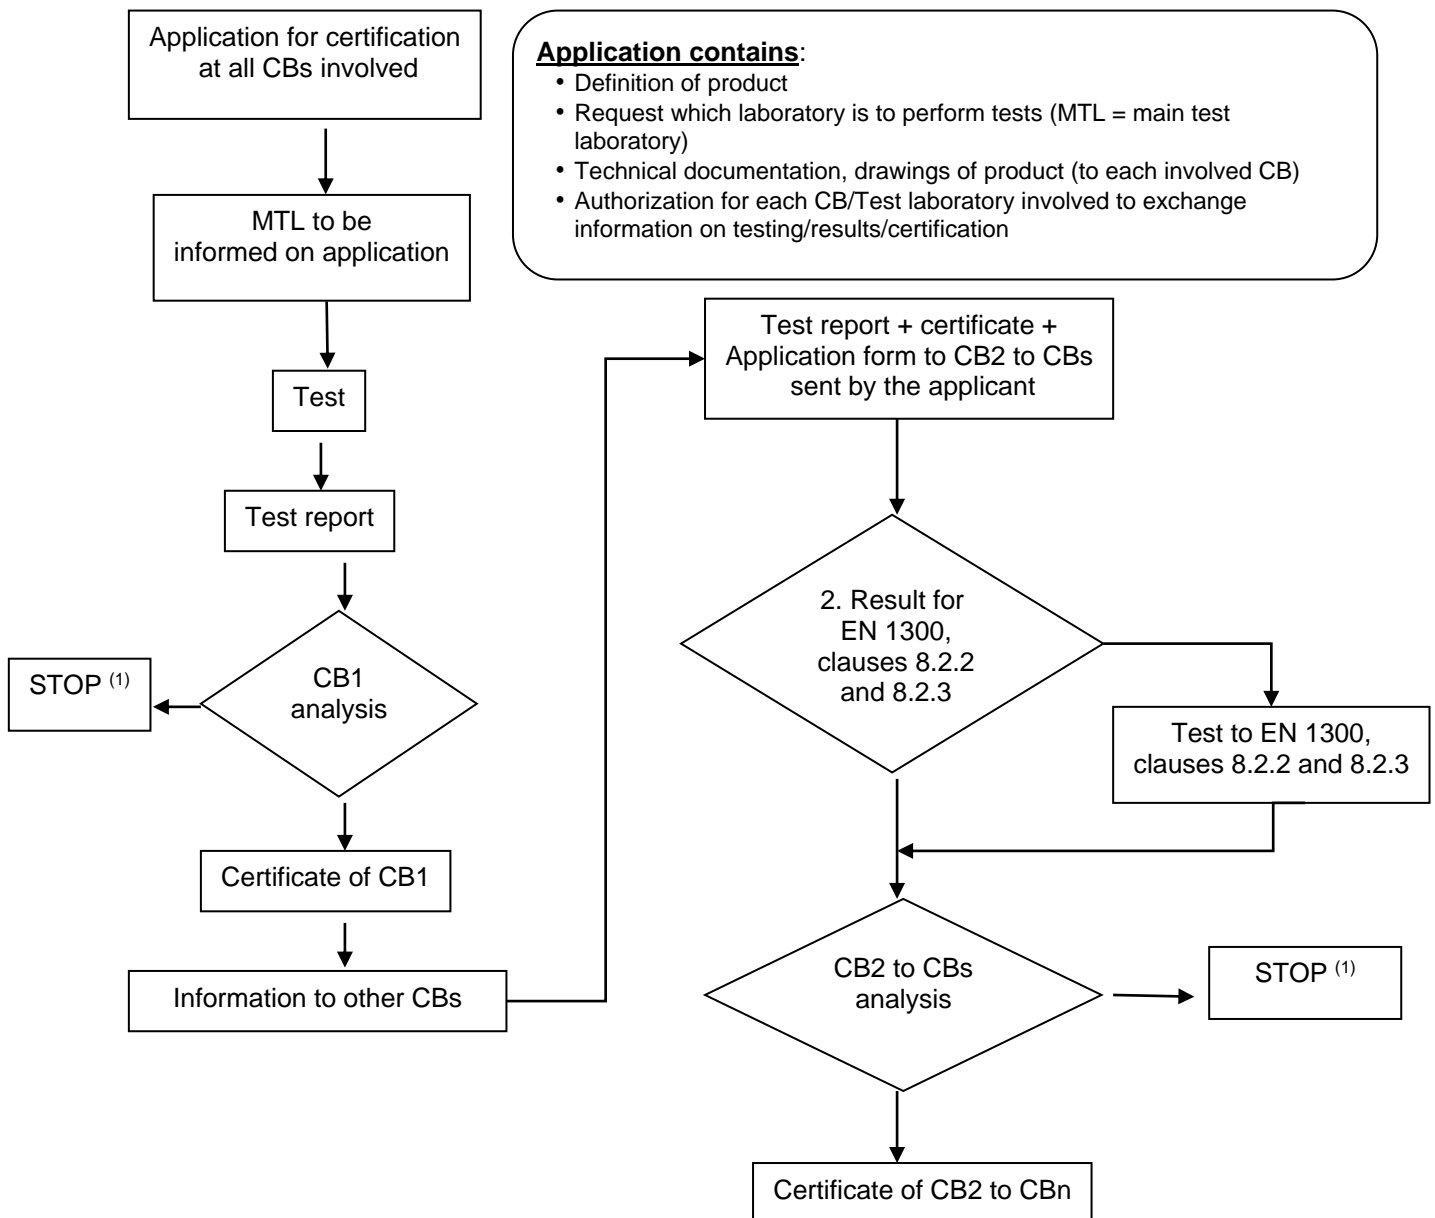 Application for certification
at all CBs involved
Application contains:
• Definition of product
• Request which laboratory is to perform tests (MTL = main test
laboratory)
• Technical documentation, drawings of product (to each involved CB)
• Authorization for each CB/Test laboratory involved to exchange
information on testing/results/certification
MTL to be
informed on application
Test
Test report
CB1
analysis
STOP (1)
Certificate of CB1
Information to other CBs
Test report + certificate +
Application form to CB2 to CBs
sent by the applicant
2. Result for
EN 1300,
clauses 8.2.2
and 8.2.3
Test to EN 1300,
clauses 8.2.2 and 8.2.3
CB2 to CBs
analysis
STOP (1)
Certificate of CB2 to CBn